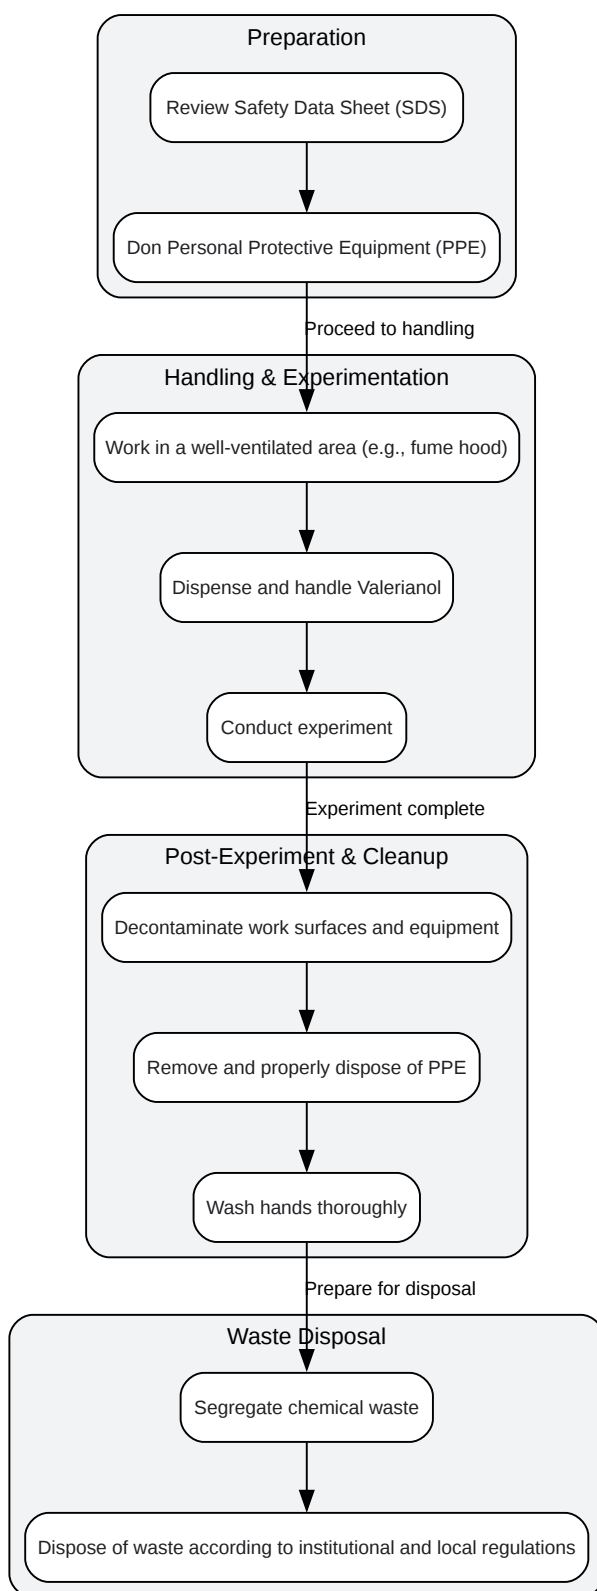 Preparation
Review Safety Data Sheet (SDS)
Don Personal Protective Equipment (PPE)
Proceed to handling
Handling & Experimentation
Work in a well-ventilated area (e.g., fume hood)
Dispense and handle Valerianol
Conduct experiment
Experiment complete
Post-Experiment & Cleanup
Decontaminate work surfaces and equipment
Remove and properly dispose of PPE
Wash hands thoroughly
Prepare for disposal
Waste Disposal
Segregate chemical waste
Dispose of waste according to institutional and local regulations